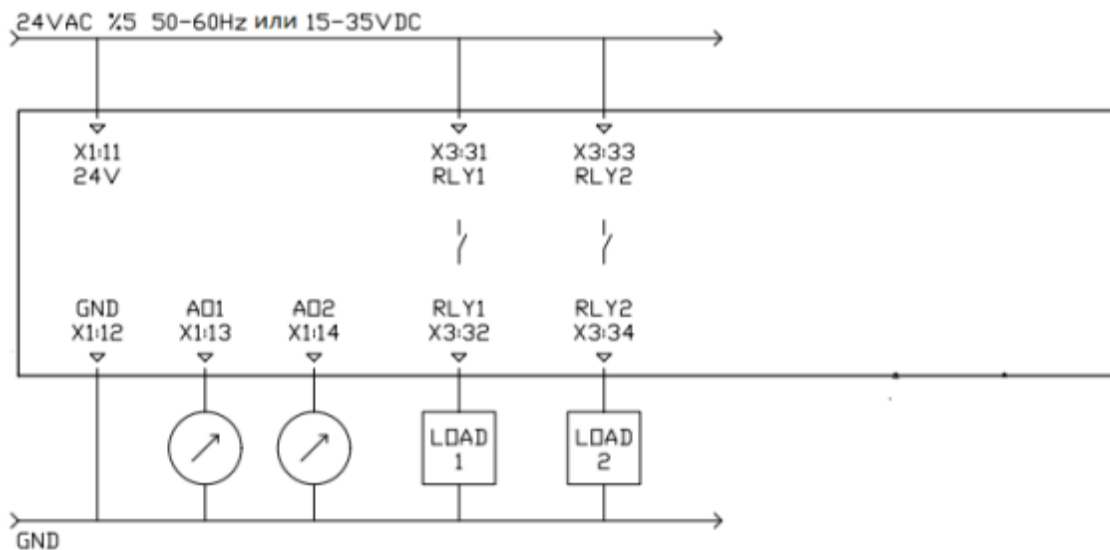 24VAC %5 50-60Hz или 15-35VDC
X1:11 X3:31 X3:33
24V RLY1 RLY2
GND AO1 AO2 RLY1 RLY2
X1:12 X1:13 X1:14 X3:32 X3:34
LOAD LOAD
1 2
GND